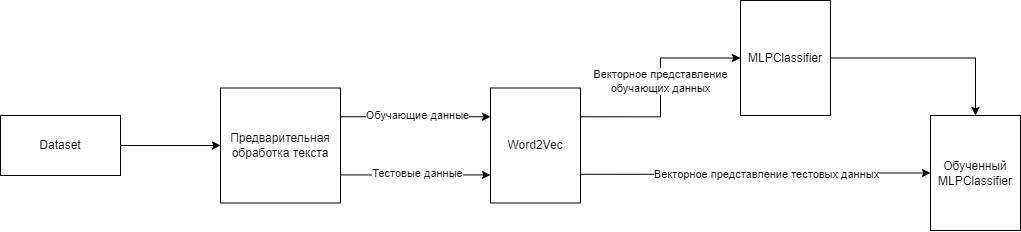 MLPClassifier
Векторное представление
обучающих данных
Обучающие данные
Предварительная
обработка текста
Dataset
Word2Vec
Тестовые данные
Векторное представление тестовых данных
Обученный
MLPClassifier